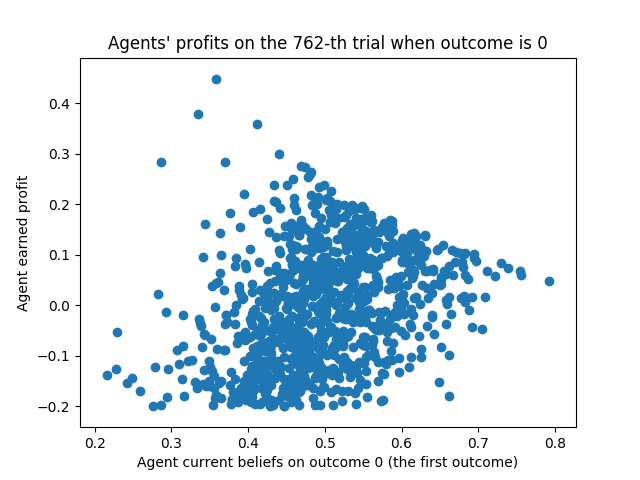 Agents' profits on the 762-th trial when outcome is 0
Agent earned profit
0.4
0.3
0.2
0.1
0.0
−0.1
−0.2
0.2 0.3 0.4 0.5 0.6 0.7 0.8
Agent current beliefs on outcome 0 (the first outcome)